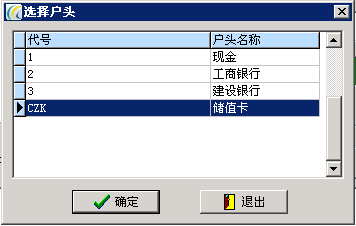 选择户头
代号 户头名称
1 现金
2 工商银行
3 建设银行
CZK 储值卡
确定 退出